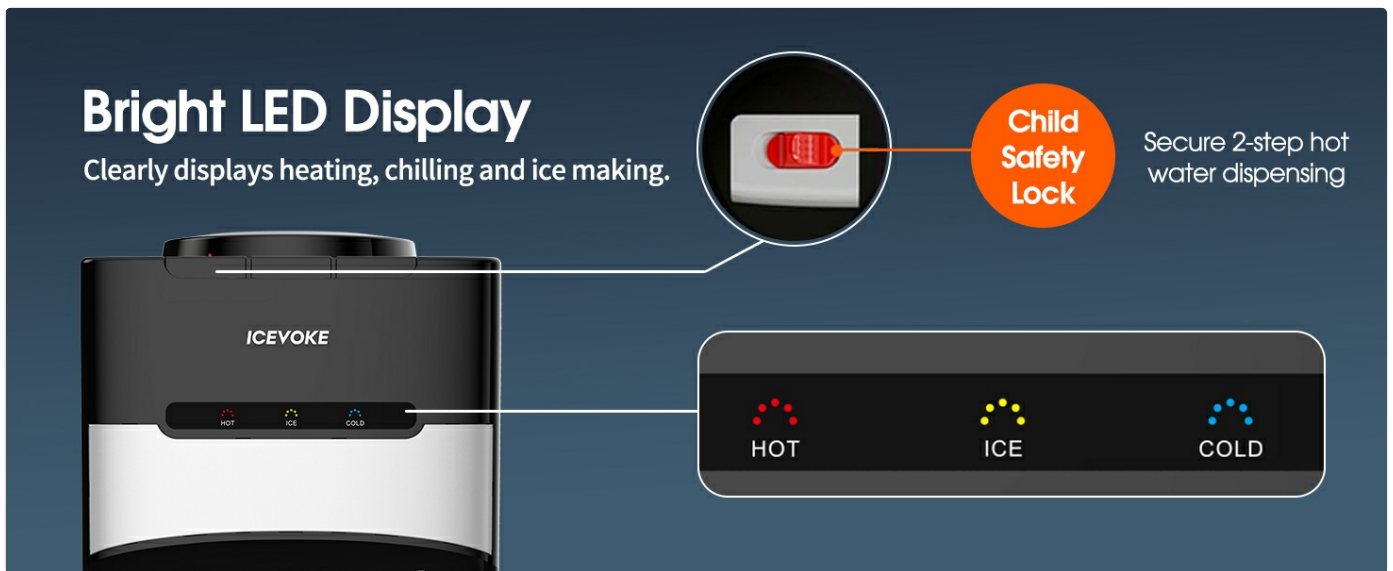 Bright LED Display
Clearly displays heating, chilling and ice making.
Child
Safety
Lock
Secure 2-step hot
water dispensing
ICEVOKE
HOT ICE COLD
HOT ICE COLD